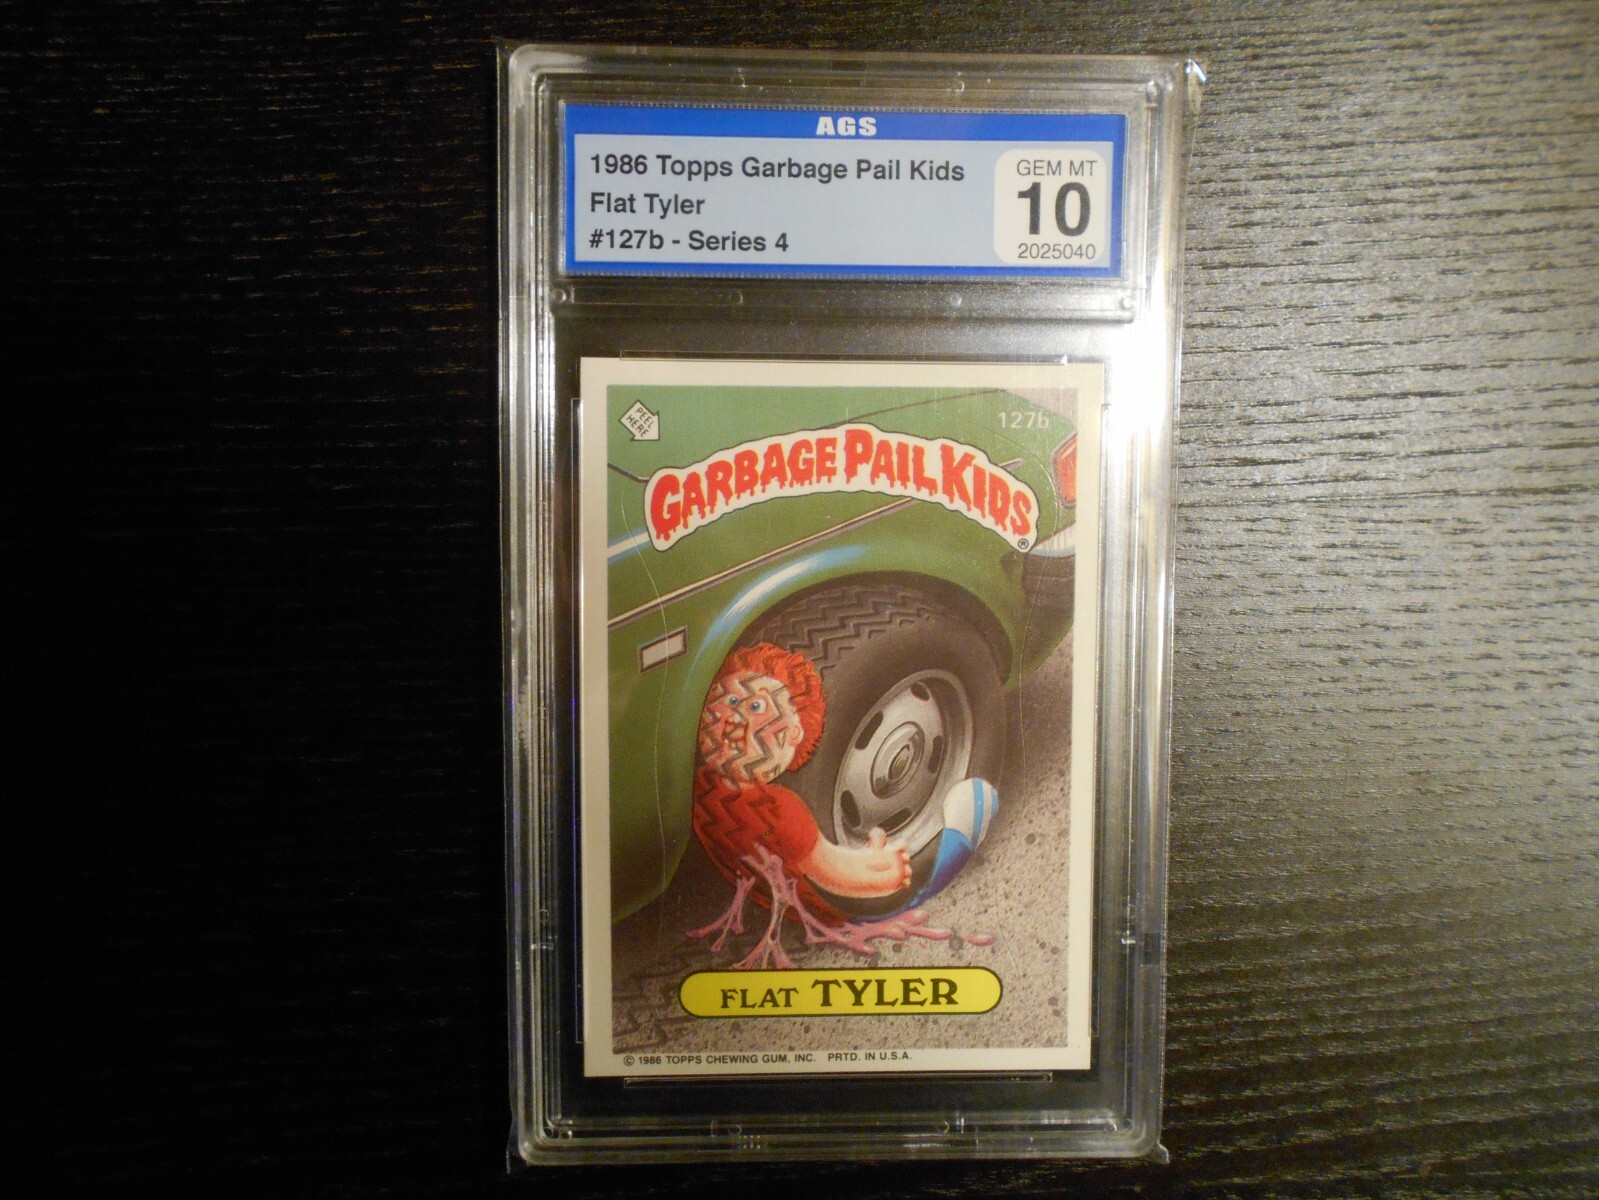 AGS
1986 Topps Garbage Pail Kids
Flat Tyler
#127b - Series 4
GEM MT
10
2025040
PEEL
HERE
127b
GARBAGE PAIL KIDS
®
FLAT TYLER
© 1986 TOPPS CHEWING GUM, INC. PRTD. IN U.S.A.